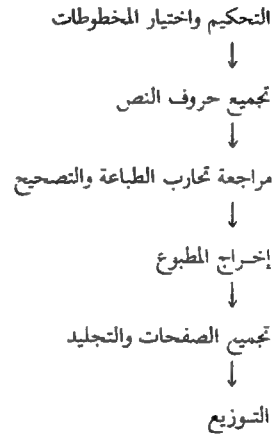 التحكيم واختيار المخطوطات
↓
تجميع حروف النص
↓
مراجعة تجارب الطباعة والتصحيح
↓
إخراج المطبوع
↓
تجميع الصفحات والتجليد
↓
التوزيع